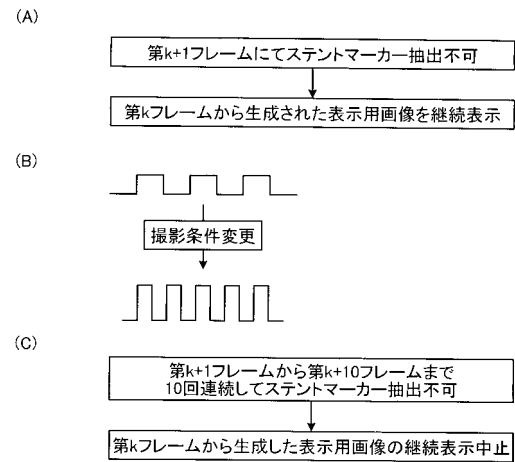 (A)
第k+1フレームにてステントマーカー抽出不可
第kフレームから生成された表示用画像を継続表示
(B)
撮影条件変更
(C)
第k+1フレームから第k+10フレームまで
10回連続してステントマーカー抽出不可
第kフレームから生成した表示用画像の継続表示中止